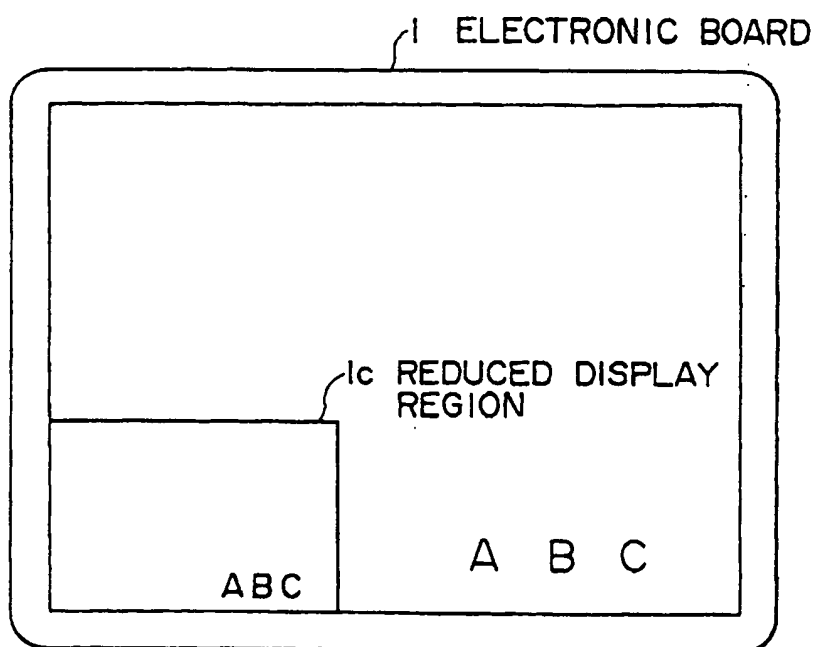 1 ELECTRONIC BOARD
1c REDUCED DISPLAY
REGION
A B C
ABC